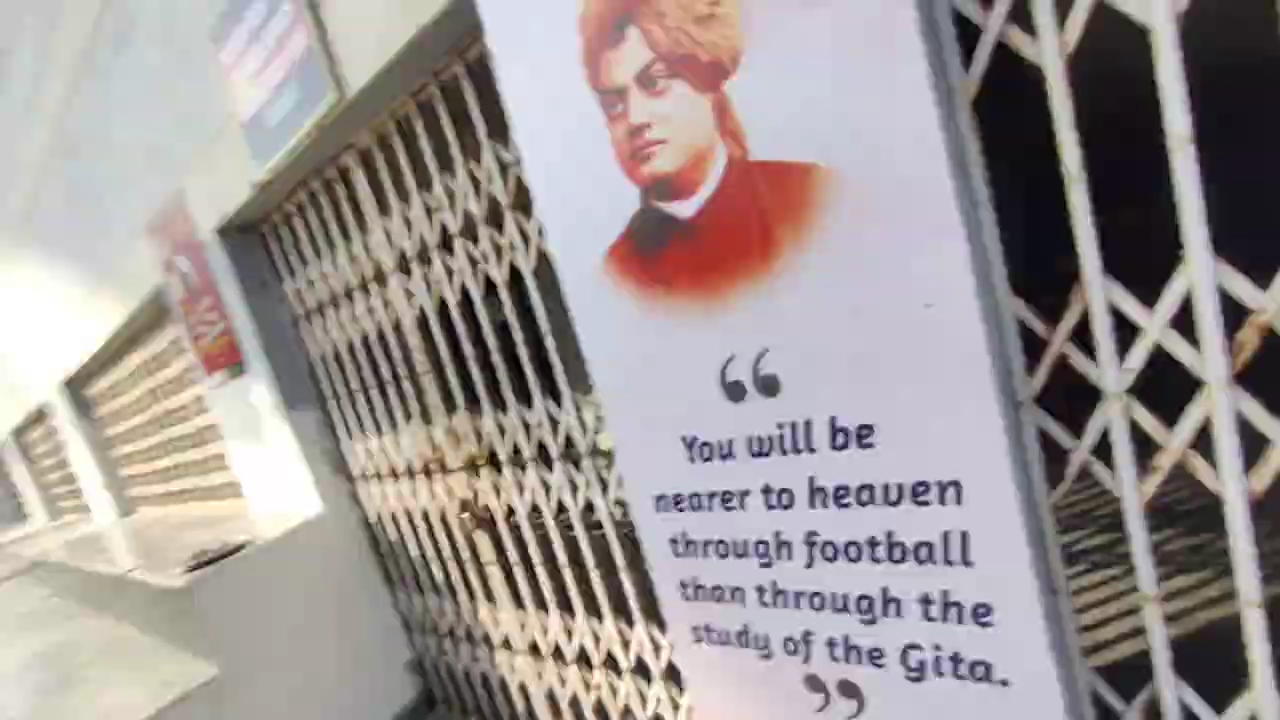 “
You will be
nearer to heaven
through football
than through the
study of the Gita.
”